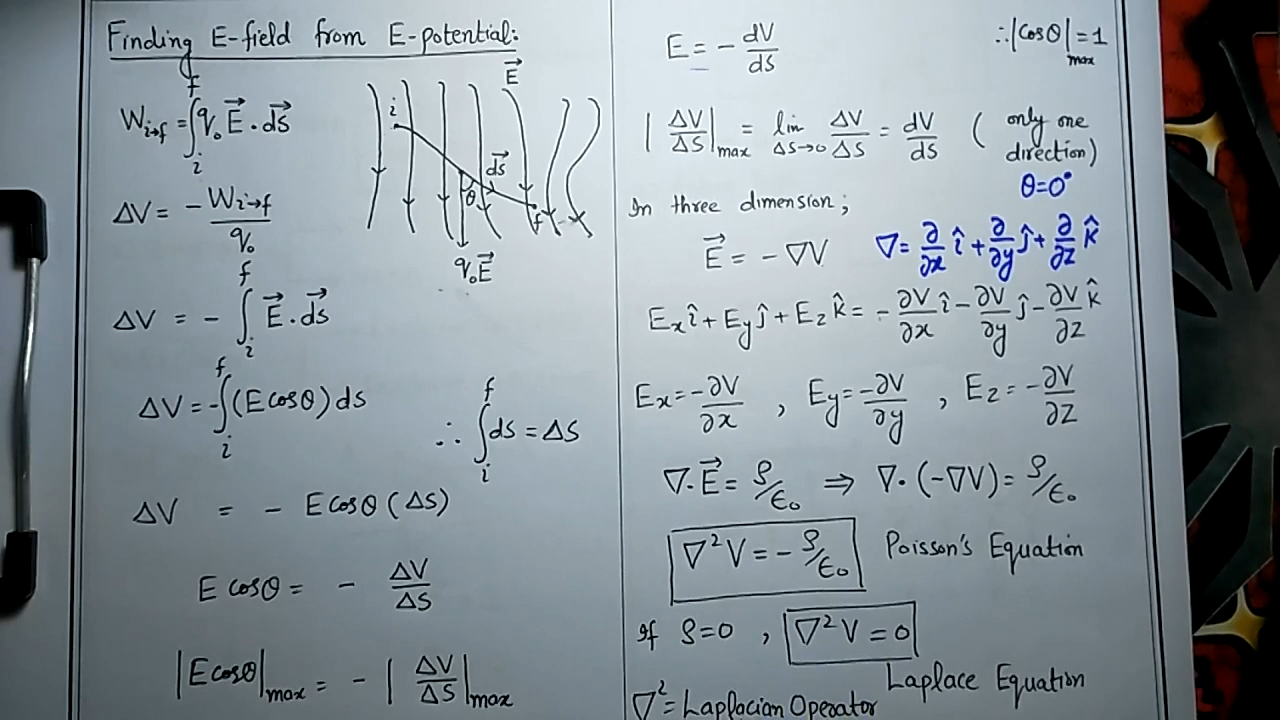 Finding E-field from E-potential:
W_{i→f} = ∫_i^f q₀ E⃗ · ds⃗
E⃗
i
ds⃗
θ
f
q₀E⃗
ΔV = -W_{i→f}/q₀
ΔV = - ∫_i^f E⃗ · ds⃗
ΔV = -∫_i^f (E cosθ) ds
∴ ∫_i^f ds = ΔS
ΔV = - E cosθ (ΔS)
E cosθ = - ΔV/ΔS
|E cosθ|_max = - |ΔV/ΔS|_max
E = - dV/ds
∴ |Cosθ|_max = 1
|ΔV/ΔS|_max = lim_{ΔS→0} ΔV/ΔS = dV/ds (only one direction)
θ=0°
In three dimension;
E⃗ = - ∇V
∇ = ∂/∂x î + ∂/∂y ĵ + ∂/∂z k̂
E_x î + E_y ĵ + E_z k̂ = - ∂V/∂x î - ∂V/∂y ĵ - ∂V/∂z k̂
E_x = -∂V/∂x , E_y = -∂V/∂y , E_z = -∂V/∂z
∇·E⃗ = ρ/ε₀ ⇒ ∇·(-∇V) = ρ/ε₀
∇²V = - ρ/ε₀ Poisson's Equation
If ρ=0 , ∇²V = 0
Laplace Equation
∇² = Laplacian Operator